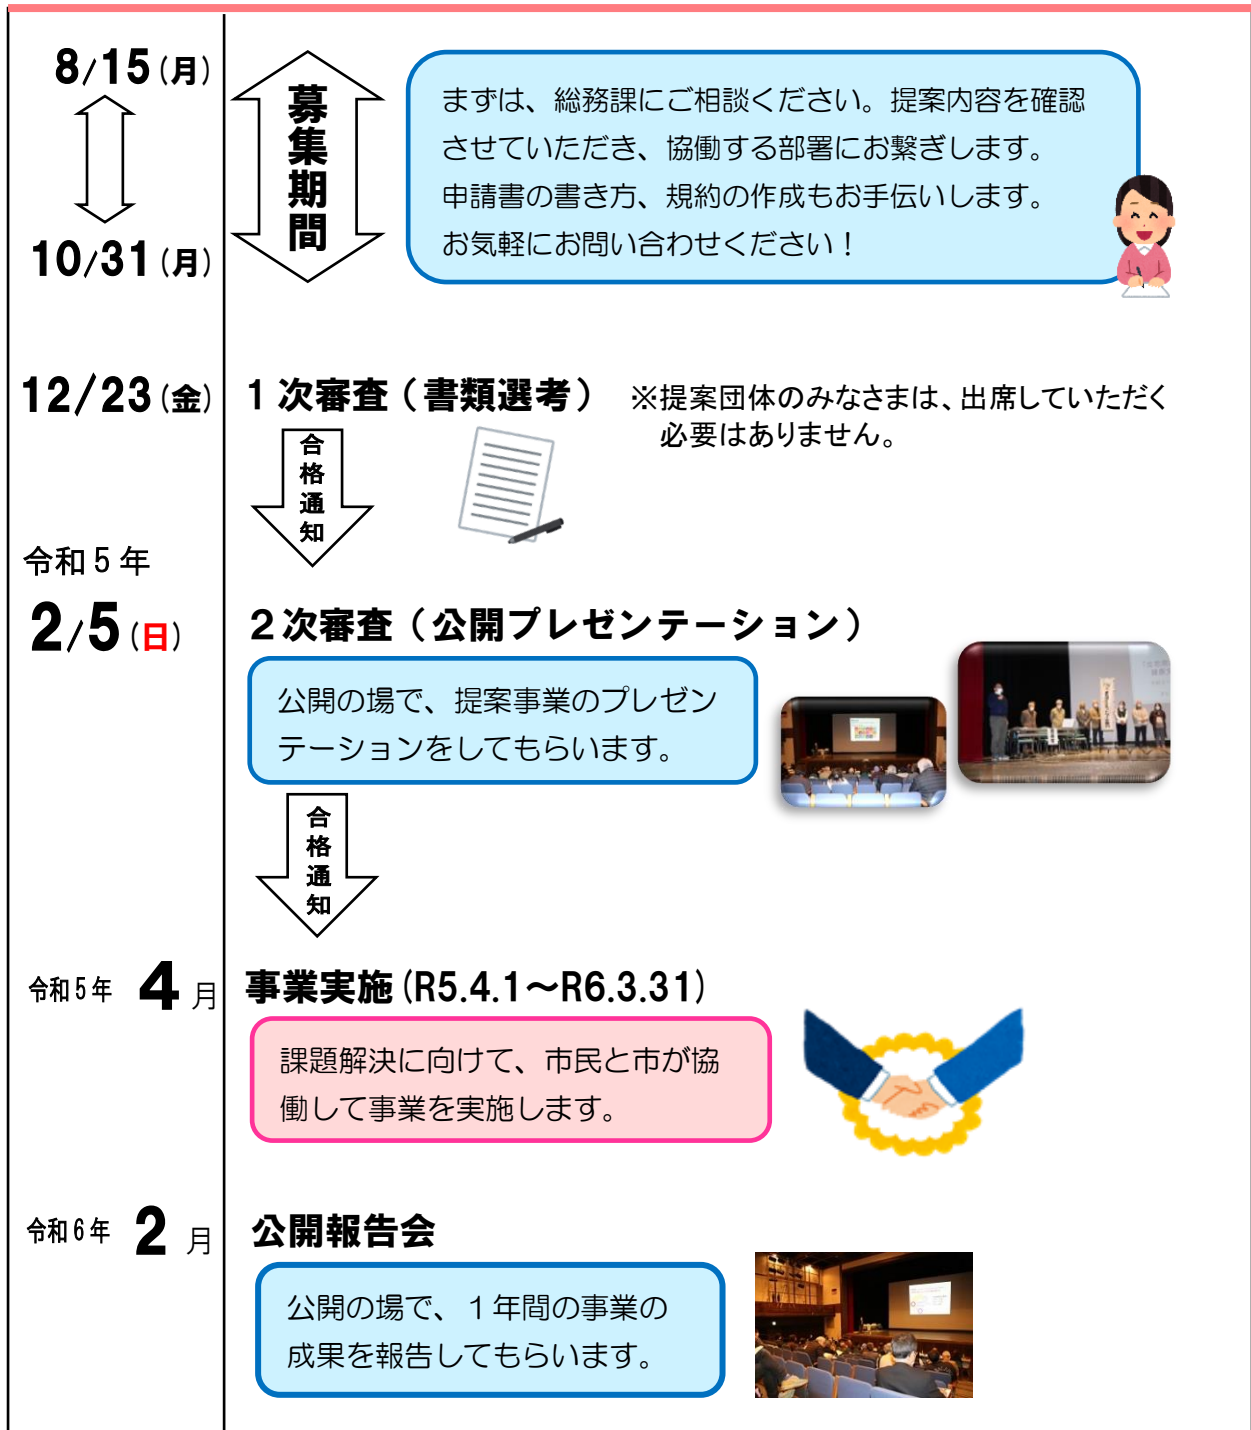 8/15(月)
10/31(月)
募集期間
まずは、総務課にご相談ください。提案内容を確認
させていただき、協働する部署にお繋ぎします。
申請書の書き方、規約の作成もお手伝いします。
お気軽にお問い合わせください！
12/23(金)
1次審査（書類選考）
※提案団体のみなさまは、出席していただく
必要はありません。
合格通知
令和5年
2/5(日)
2次審査（公開プレゼンテーション）
公開の場で、提案事業のプレゼン
テーションをしてもらいます。
合格通知
令和5年 4月
事業実施(R5.4.1～R6.3.31)
課題解決に向けて、市民と市が協
働して事業を実施します。
令和6年 2月
公開報告会
公開の場で、1年間の事業の
成果を報告してもらいます。